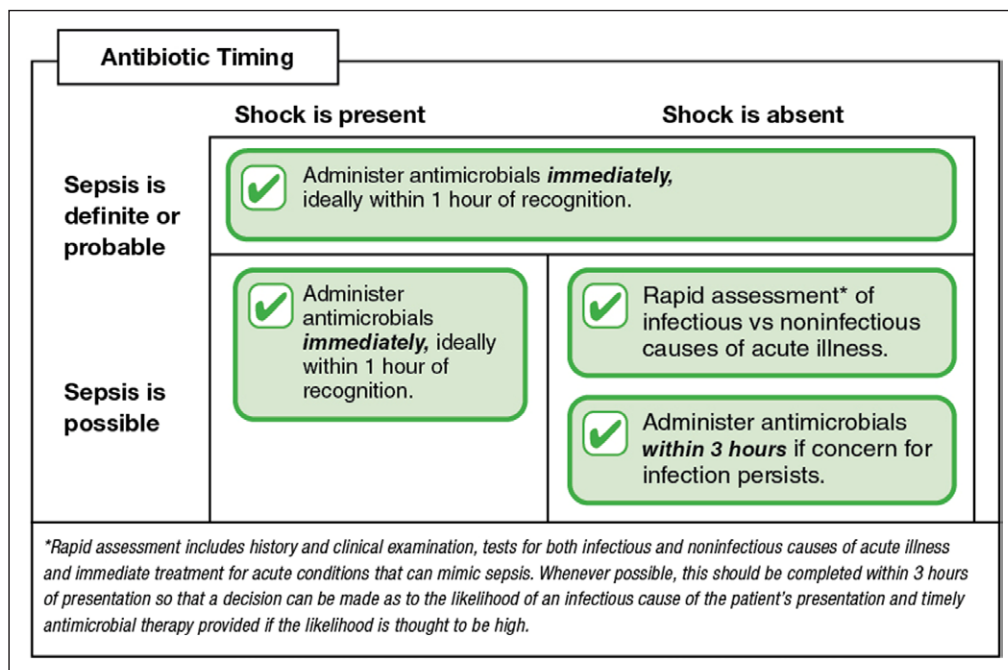 Antibiotic Timing
Shock is present
Shock is absent
Sepsis is
definite or
probable
Administer antimicrobials immediately,
ideally within 1 hour of recognition.
Sepsis is
possible
Administer
antimicrobials
immediately, ideally
within 1 hour of
recognition.
Rapid assessment* of
infectious vs noninfectious
causes of acute illness.
Administer antimicrobials
within 3 hours if concern for
infection persists.
*Rapid assessment includes history and clinical examination, tests for both infectious and noninfectious causes of acute illness
and immediate treatment for acute conditions that can mimic sepsis. Whenever possible, this should be completed within 3 hours
of presentation so that a decision can be made as to the likelihood of an infectious cause of the patient's presentation and timely
antimicrobial therapy provided if the likelihood is thought to be high.